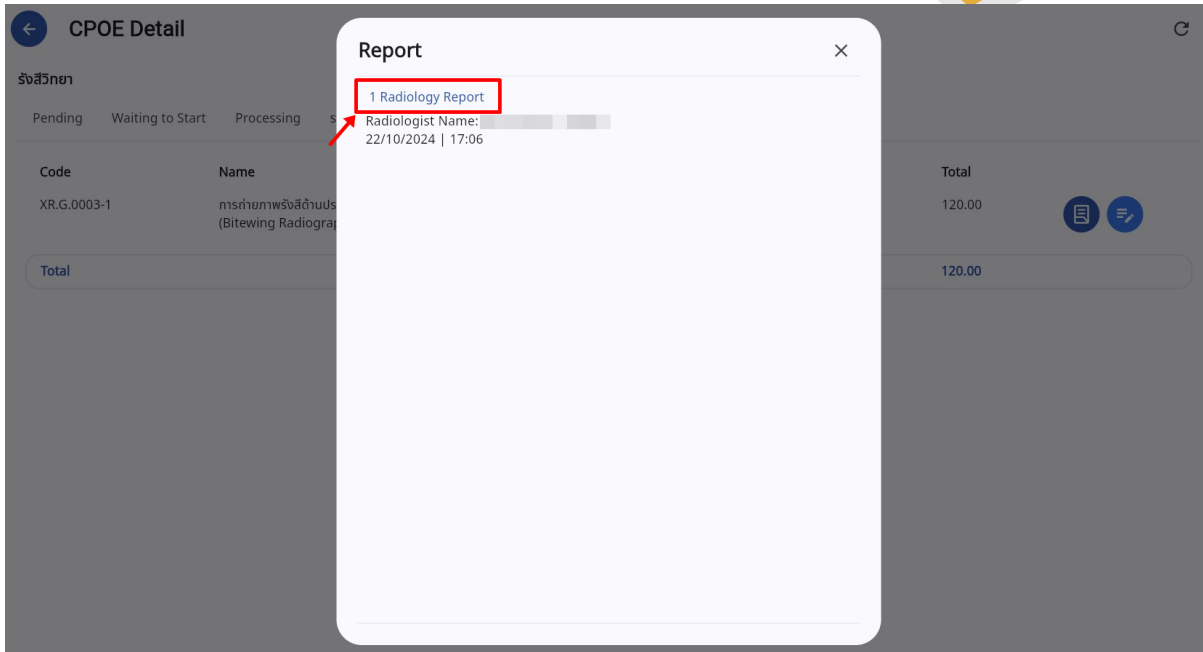 CPOE Detail
รังสีวิทยา
Pending Waiting to Start Processing
Code Name Total
XR.G.0003-1 การถ่ายภาพรังสีด้านประ 120.00
(Bitewing Radiograp
Total 120.00
Report
1 Radiology Report
Radiologist Name:
22/10/2024 | 17:06